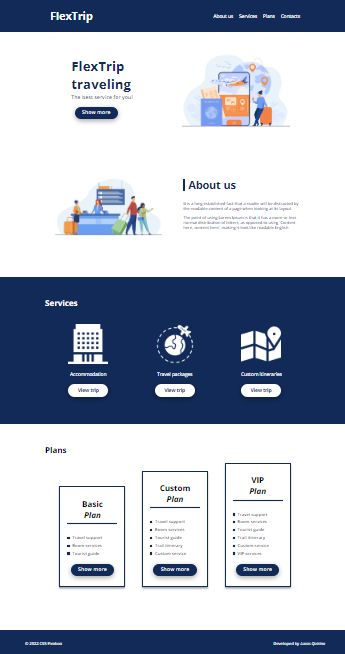 FlexTrip
About us Services Plans Contacts
FlexTrip
traveling
The best service for you!
Show more
About us
It is a long established fact that a reader will be distracted by
the readable content of a page when looking at its layout.
The point of using Lorem Ipsum is that it has a more-or-less
normal distribution of letters, as opposed to using 'Content
here, content here', making it look like readable English.
Services
Accommodation Travel packages Custom itineraries
View trip View trip View trip
Plans
Basic
Plan
Travel support
Room services
Tourist guide
Show more
Custom
Plan
Travel support
Room services
Tourist guide
Trail itinerary
Custom service
Show more
VIP
Plan
Travel support
Room services
Tourist guide
Trail itinerary
Custom service
VIP services
Show more
© 2023 CSS
Developed by